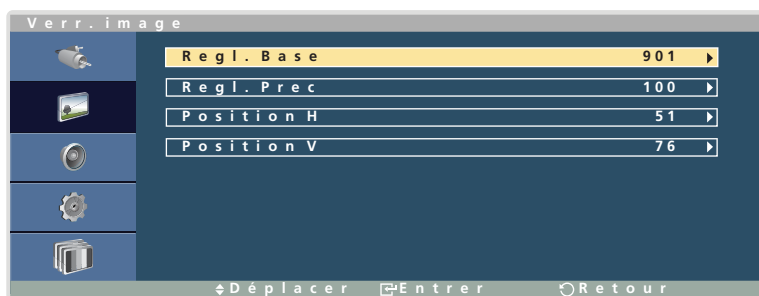 Verr.image
Regl.Base 901
Regl.Prec 100
Position H 51
Position V 76
Déplacer Entrer Retour